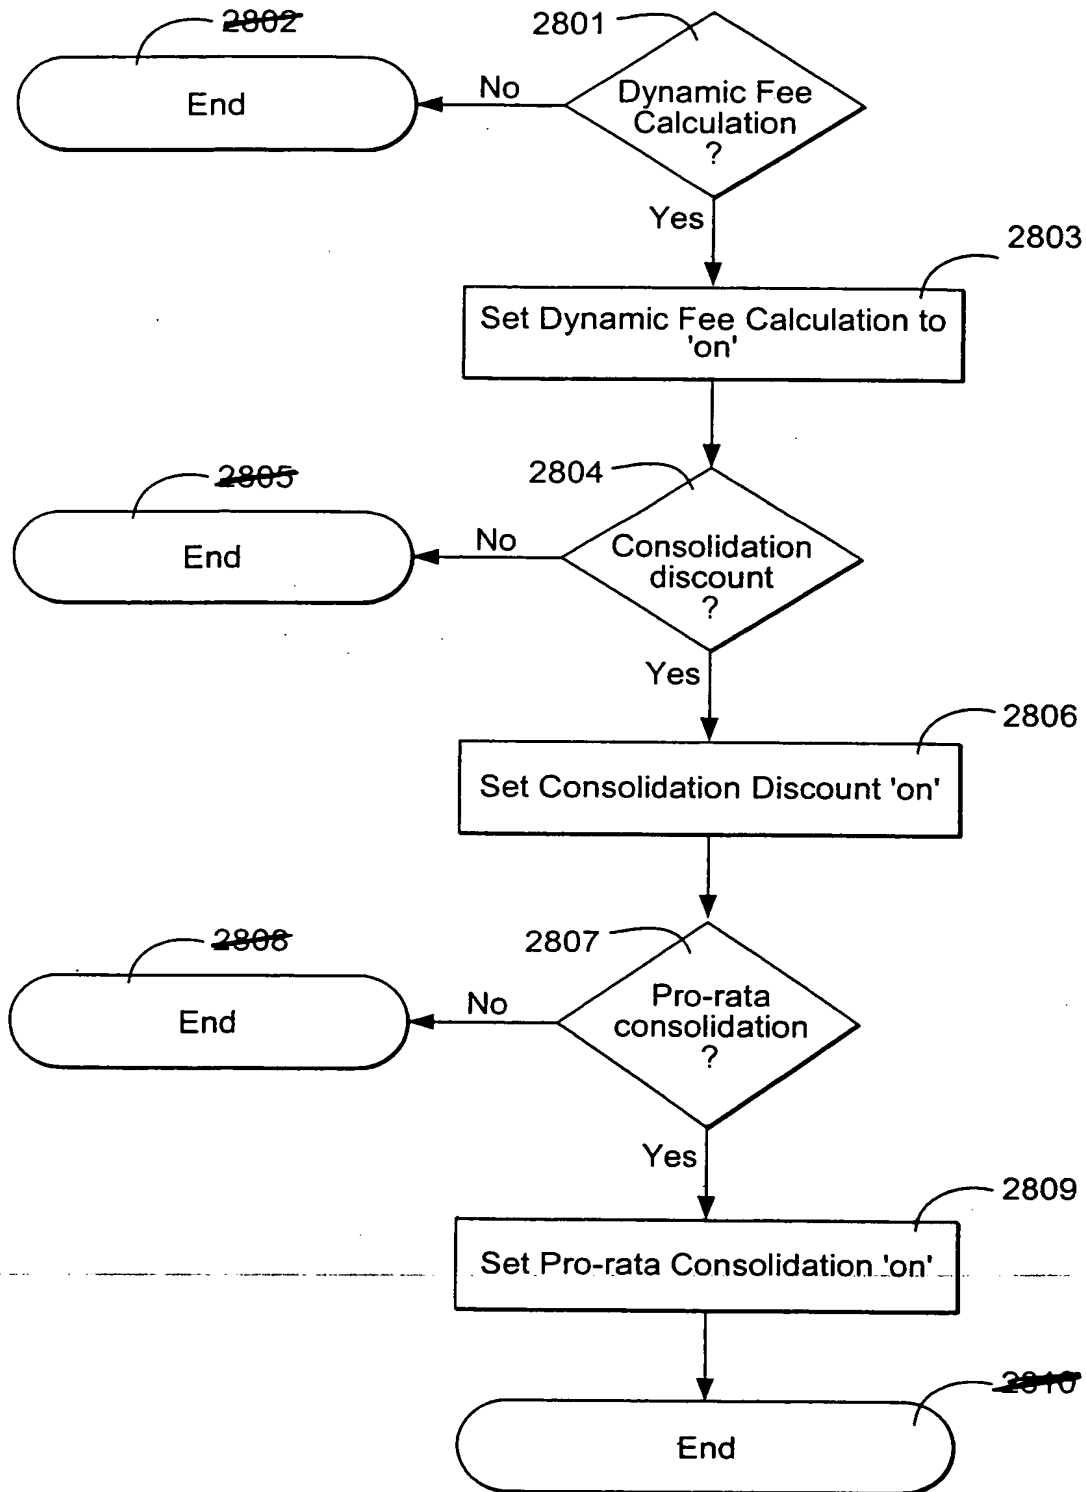 2802
2801
End
No
Dynamic Fee
Calculation
?
Yes
2803
Set Dynamic Fee Calculation to
'on'
2805
2804
End
No
Consolidation
discount
?
Yes
2806
Set Consolidation Discount 'on'
2808
2807
End
No
Pro-rata
consolidation
?
Yes
2809
Set Pro-rata Consolidation 'on'
2810
End